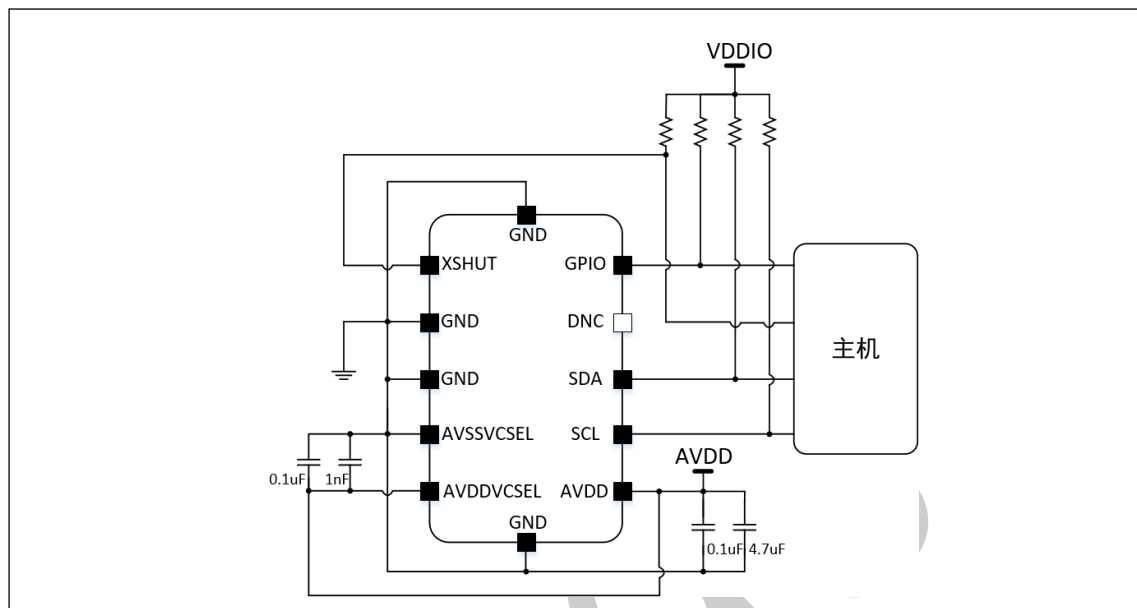 VDDIO
GND
XSHUT
GPIO
GND
DNC
主机
GND
SDA
AVSSVCSEL
SCL
0.1uF
1nF
AVDD
AVDDVCSEL
AVDD
GND
0.1uF
4.7uF